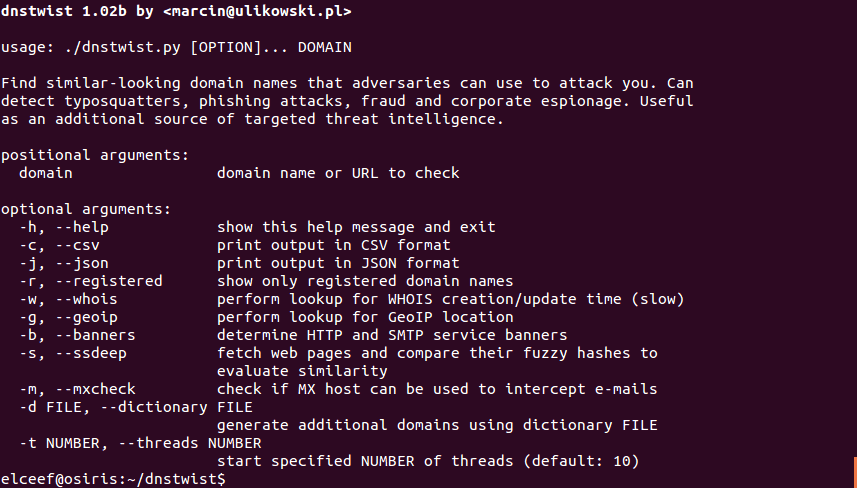 dnstwist 1.02b by <marcin@ulikowski.pl>
usage: ./dnstwist.py [OPTION]... DOMAIN
Find similar-looking domain names that adversaries can use to attack you. Can
detect typosquatters, phishing attacks, fraud and corporate espionage. Useful
as an additional source of targeted threat intelligence.
positional arguments:
  domain                domain name or URL to check
optional arguments:
  -h, --help            show this help message and exit
  -c, --csv             print output in CSV format
  -j, --json            print output in JSON format
  -r, --registered      show only registered domain names
  -w, --whois           perform lookup for WHOIS creation/update time (slow)
  -g, --geoip           perform lookup for GeoIP location
  -b, --banners         determine HTTP and SMTP service banners
  -s, --ssdeep          fetch web pages and compare their fuzzy hashes to
                        evaluate similarity
  -m, --mxcheck         check if MX host can be used to intercept e-mails
  -d FILE, --dictionary FILE
                        generate additional domains using dictionary FILE
  -t NUMBER, --threads NUMBER
                        start specified NUMBER of threads (default: 10)
elceef@osiris:~/dnstwist$